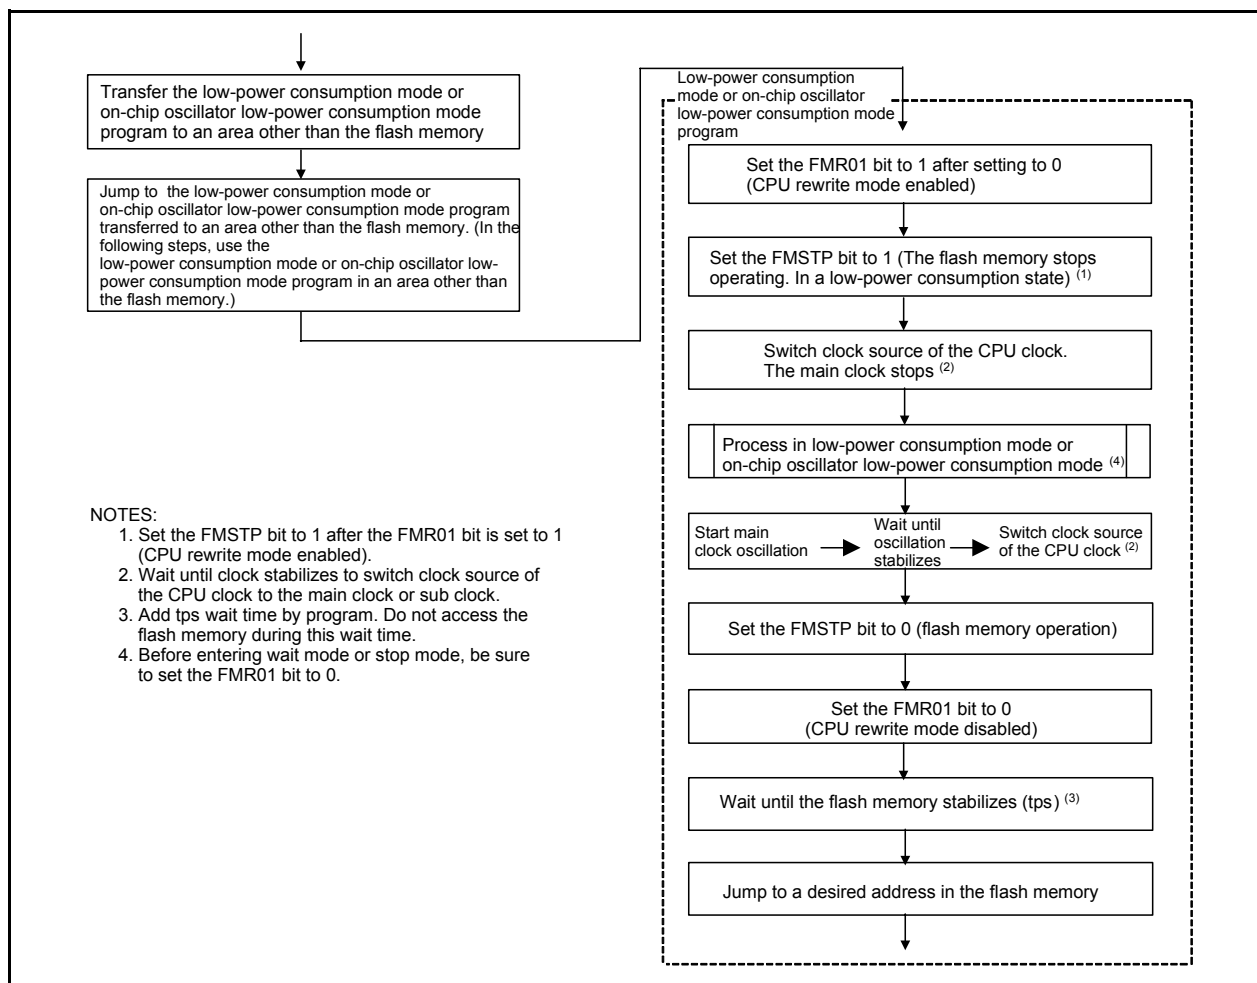 Transfer the low-power consumption mode or
on-chip oscillator low-power consumption mode
program to an area other than the flash memory
Jump to the low-power consumption mode or
on-chip oscillator low-power consumption mode program
transferred to an area other than the flash memory. (In the
following steps, use the
low-power consumption mode or on-chip oscillator low-
power consumption mode program in an area other than
the flash memory.)
NOTES:
1. Set the FMSTP bit to 1 after the FMR01 bit is set to 1
(CPU rewrite mode enabled).
2. Wait until clock stabilizes to switch clock source of
the CPU clock to the main clock or sub clock.
3. Add tps wait time by program. Do not access the
flash memory during this wait time.
4. Before entering wait mode or stop mode, be sure
to set the FMR01 bit to 0.
Low-power consumption
mode or on-chip oscillator
low-power consumption mode
program
Set the FMR01 bit to 1 after setting to 0
(CPU rewrite mode enabled)
Set the FMSTP bit to 1 (The flash memory stops
operating. In a low-power consumption state) (1)
Switch clock source of the CPU clock.
The main clock stops (2)
Process in low-power consumption mode or
on-chip oscillator low-power consumption mode (4)
Start main
clock oscillation
Wait until
oscillation
stabilizes
Switch clock source
of the CPU clock (2)
Set the FMSTP bit to 0 (flash memory operation)
Set the FMR01 bit to 0
(CPU rewrite mode disabled)
Wait until the flash memory stabilizes (tps) (3)
Jump to a desired address in the flash memory